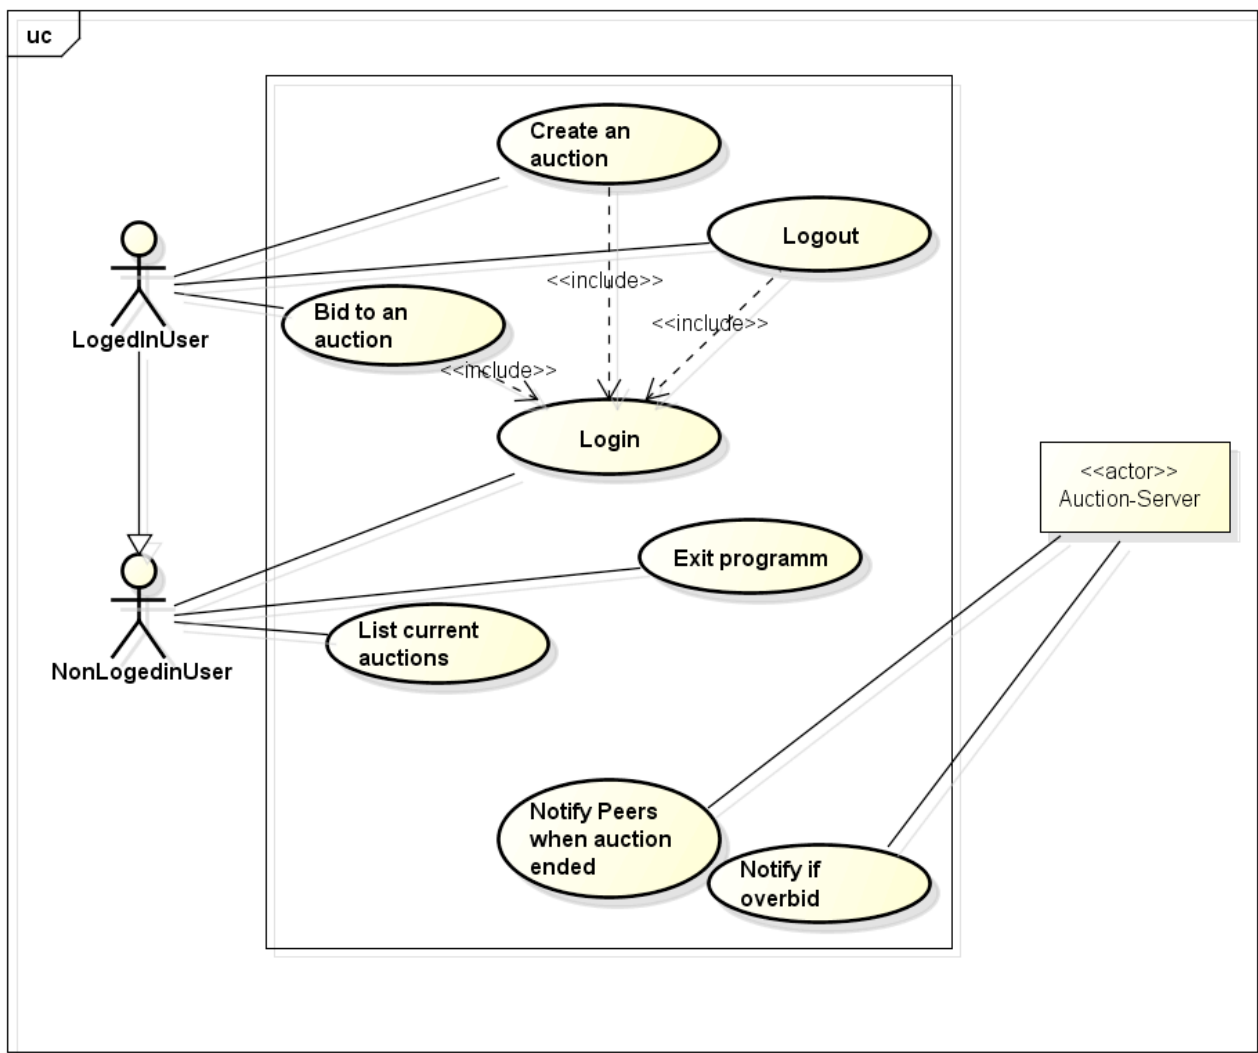 uc
Create an
auction
Logout
<<include>>
Bid to an
auction
<<include>>
LogedInUser
<<include>>
Login
<<actor>>
Auction-Server
Exit programm
List current
auctions
NonLogedinUser
Notify Peers
when auction
ended
Notify if
overbid